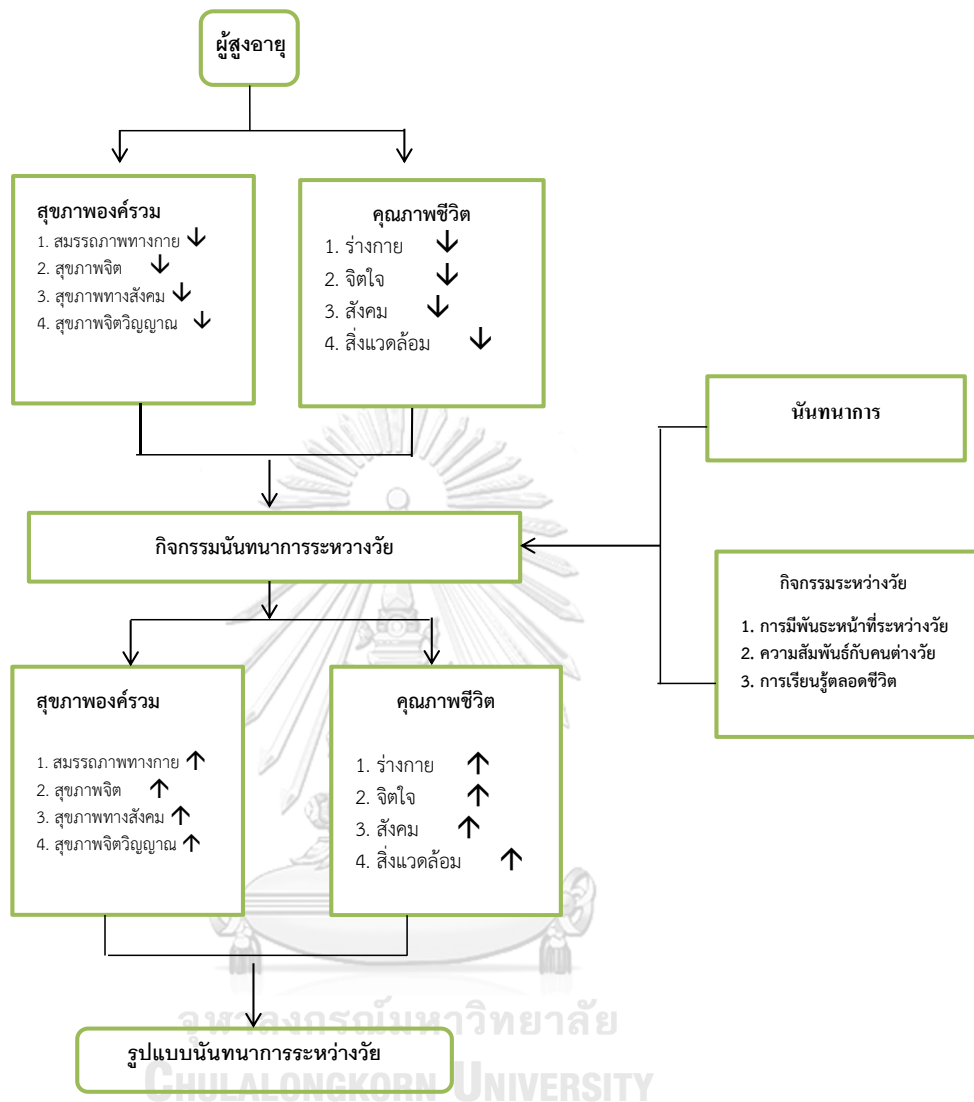 ผู้สูงอายุ
สุขภาพองค์รวม
1. สมรรถภาพทางกาย ↓
2. สุขภาพจิต ↓
3. สุขภาพทางสังคม ↓
4. สุขภาพจิตวิญญาณ ↓
คุณภาพชีวิต
1. ร่างกาย ↓
2. จิตใจ ↓
3. สังคม ↓
4. สิ่งแวดล้อม ↓
นันทนาการ
กิจกรรมนันทนาการระหวางวัย
กิจกรรมระหว่างวัย
1. การมีพันธะหน้าที่ระหว่างวัย
2. ความสัมพันธ์กับคนต่างวัย
3. การเรียนรู้ตลอดชีวิต
สุขภาพองค์รวม
1. สมรรถภาพทางกาย ↑
2. สุขภาพจิต ↑
3. สุขภาพทางสังคม ↑
4. สุขภาพจิตวิญญาณ ↑
คุณภาพชีวิต
1. ร่างกาย ↑
2. จิตใจ ↑
3. สังคม ↑
4. สิ่งแวดล้อม ↑
จุฬาลงกรณ์มหาวิทยาลัย
รูปแบบนันทนาการระหว่างวัย
CHULALONGKORN UNIVERSITY